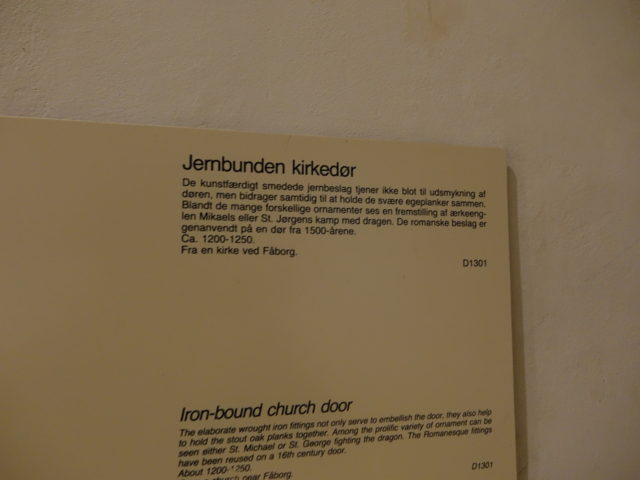 Jernbunden kirkedør
De kunstfærdigt smedede jernbeslag tjener ikke blot til udsmykning af
døren, men bidrager samtidig til at holde de svære egeplanker sammen.
Blandt de mange forskellige ornamenter ses en fremstilling af ærkeeng-
len Mikaels eller St. Jørgens kamp med dragen. De romanske beslag er
genanvendt på en dør fra 1500-årene.
Ca. 1200-1250.
Fra en kirke ved Fåborg.
D1301
Iron-bound church door
The elaborate wrought iron fittings not only serve to embellish the door, they also help
to hold the stout oak planks together. Among the prolific variety of ornament can be
seen either St. Michael or St. George fighting the dragon. The Romanesque fittings
have been reused on a 16th century door.
About 1200-1250.
church near Fåborg.
D1301